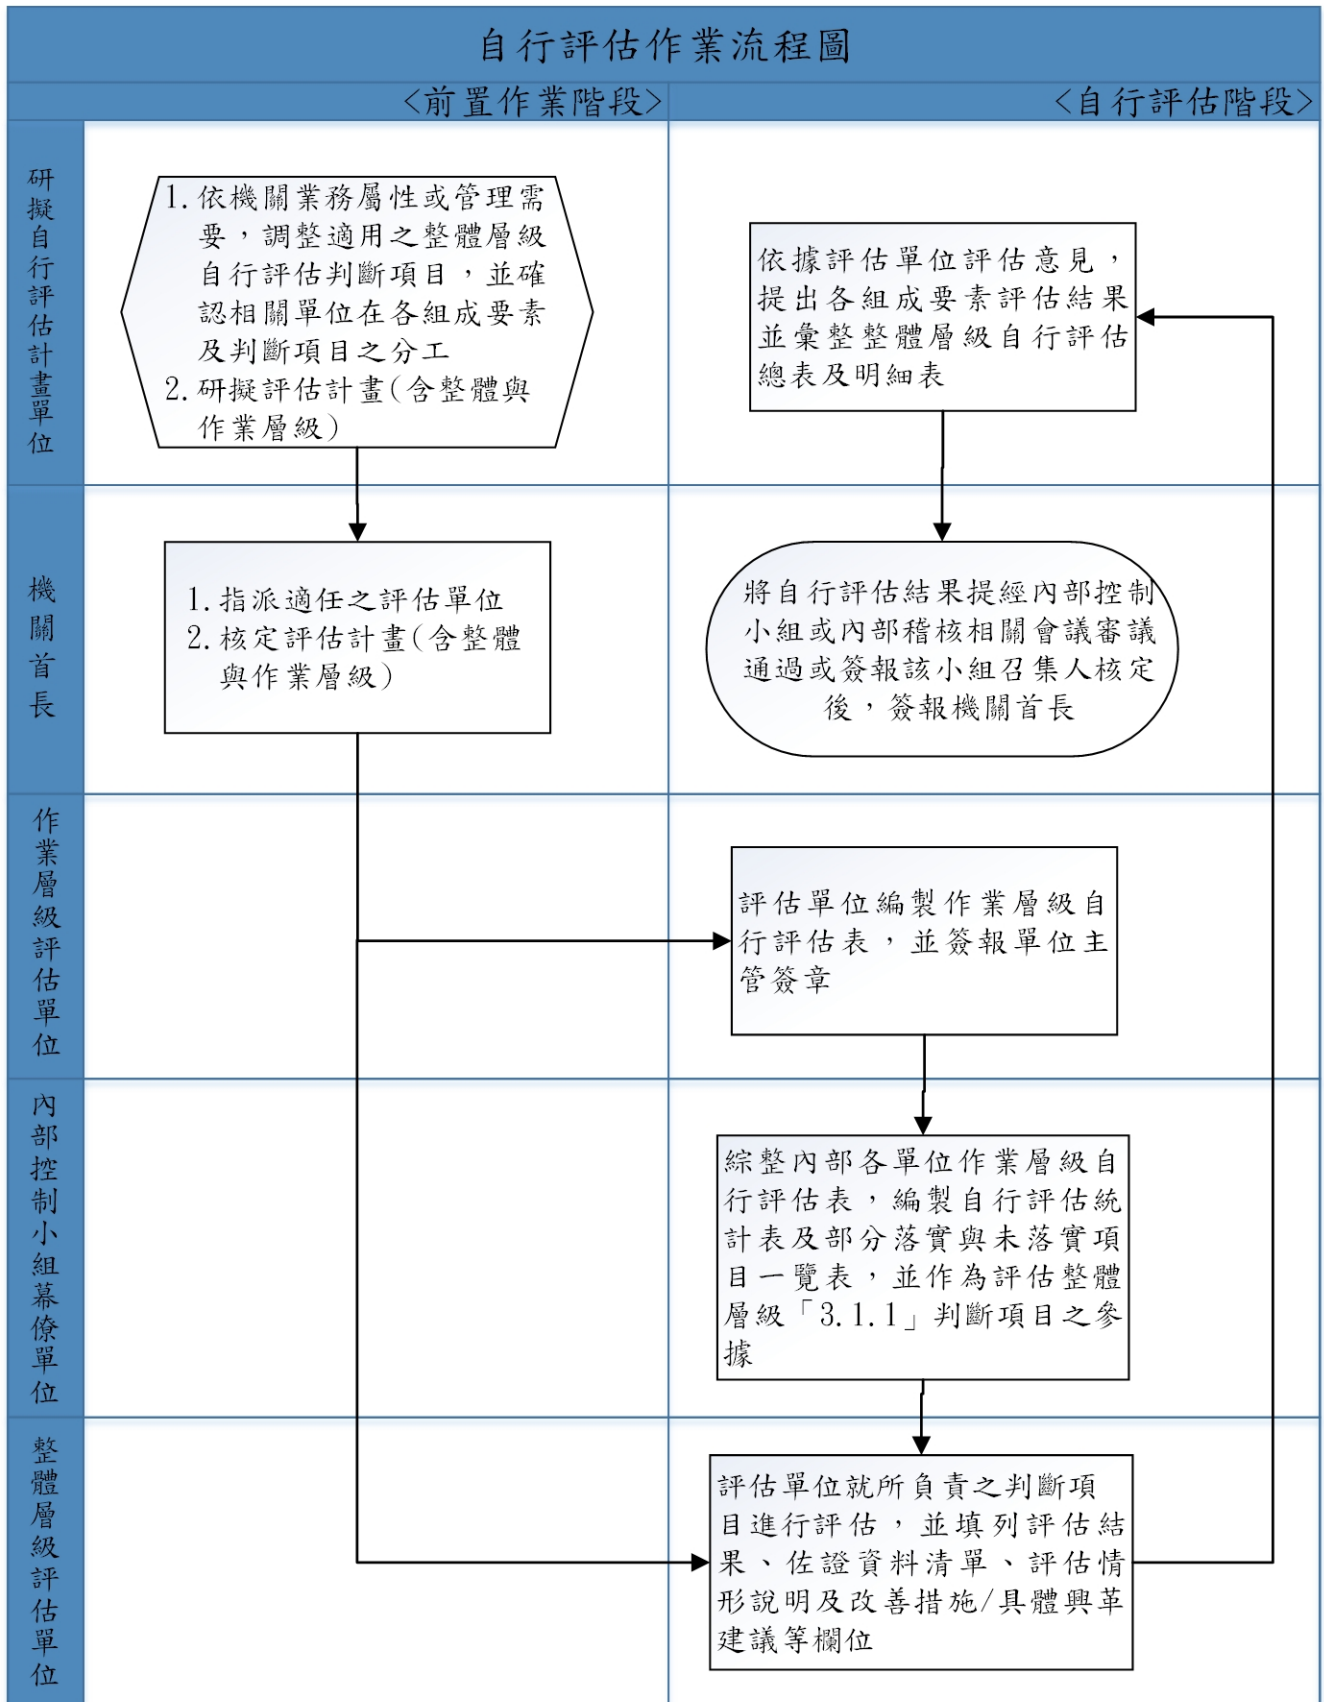 自行評估作業流程圖
<前置作業階段>
<自行評估階段>
研擬自行評估計畫單位
1.依機關業務屬性或管理需
要，調整適用之整體層級
自行評估判斷項目，並確
認相關單位在各組成要素
及判斷項目之分工
2.研擬評估計畫(含整體與
作業層級)
依據評估單位評估意見，
提出各組成要素評估結果
並彙整整體層級自行評估
總表及明細表
機關首長
1.指派適任之評估單位
2.核定評估計畫(含整體
與作業層級)
將自行評估結果提經內部控制
小組或內部稽核相關會議審議
通過或簽報該小組召集人核定
後，簽報機關首長
作業層級評估單位
評估單位編製作業層級自
行評估表，並簽報單位主
管簽章
內部控制小組幕僚單位
綜整內部各單位作業層級自
行評估表，編製自行評估統
計表及部分落實與未落實項
目一覽表，並作為評估整體
層級「3.1.1」判斷項目之參
據
整體層級評估單位
評估單位就所負責之判斷項
目進行評估，並填列評估結
果、佐證資料清單、評估情
形說明及改善措施/具體興革
建議等欄位